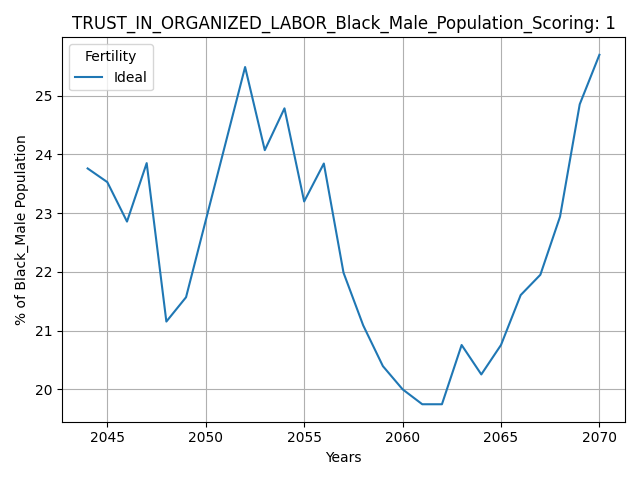 TRUST_IN_ORGANIZED_LABOR_Black_Male_Population_Scoring: 1
Fertility
Ideal
% of Black_Male Population
25
24
23
22
21
20
2045 2050 2055 2060 2065 2070
Years